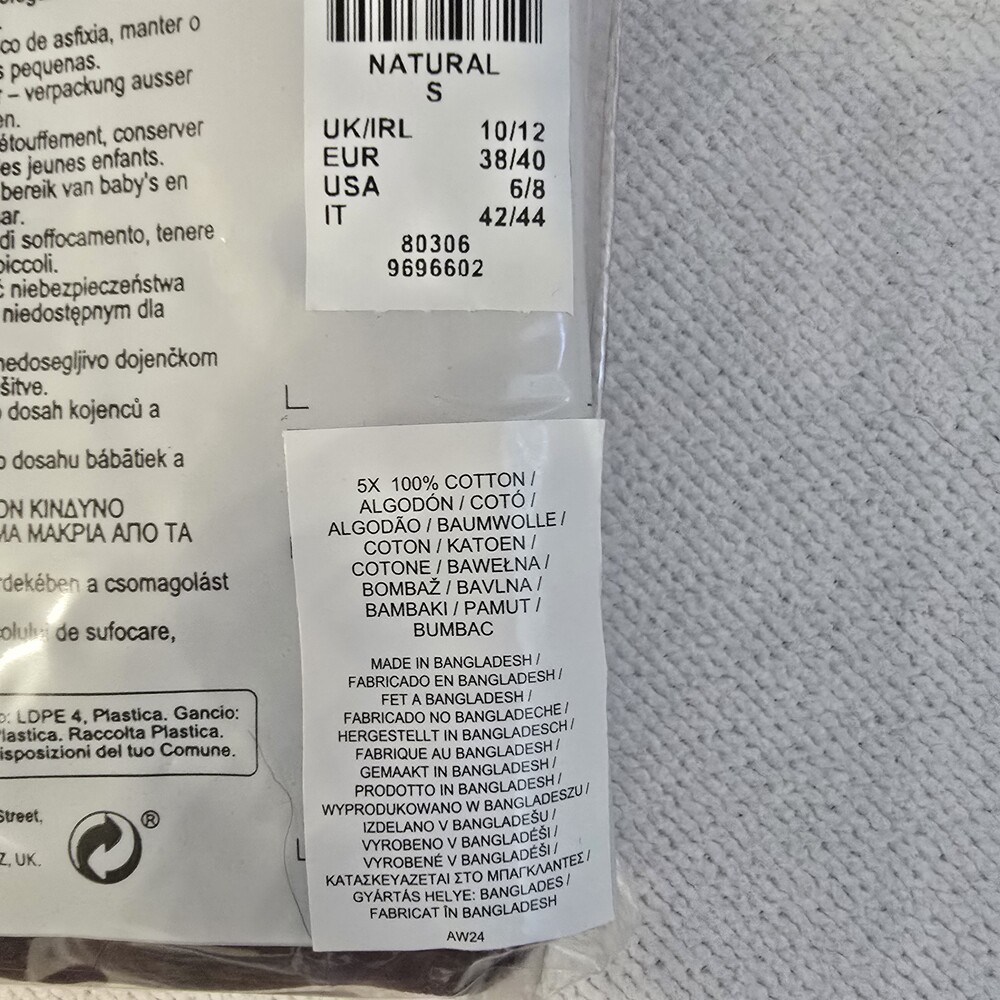 co de asfixia, manter o
pequenas.
– verpackung ausser
en.
étouffement, conserver
es jeunes enfants.
bereik van baby's en
ar.
di soffocamento, tenere
piccoli.
niebezpieczeństwa
niedostępnym dla
nedosegljivo dojenčkom
šitve.
dosah kojenců a
dosahu bábätiek a
ON ΚΙΝΔΥΝΟ
ΜΑ ΜΑΚΡΙΑ ΑΠΟ ΤΑ
rdekében a csomagolást
de sufocare,
: LDPE 4, Plastica. Gancio:
Plastica. Raccolta Plastica.
isposizioni del tuo Comune.
Street,
Z, UK.
®
NATURAL
S
UK/IRL 10/12
EUR 38/40
USA 6/8
IT 42/44
80306
9696602
5X 100% COTTON /
ALGODÓN / COTÓ /
ALGODÃO / BAUMWOLLE /
COTON / KATOEN /
COTONE / BAWEŁNA /
BOMBAŽ / BAVLNA /
BAMBAKI / PAMUT /
BUMBAC
MADE IN BANGLADESH /
FABRICADO EN BANGLADESH /
FET A BANGLADESH /
FABRICADO NO BANGLADECHE /
HERGESTELLT IN BANGLADESCH /
FABRIQUE AU BANGLADESH /
GEMAAKT IN BANGLADESH /
PRODOTTO IN BANGLADESH /
WYPRODUKOWANO W BANGLADESZU /
IZDELANO V BANGLADEŠU /
VYROBENO V BANGLADÉŠI /
VYROBENÉ V BANGLADÉŠI /
ΚΑΤΑΣΚΕΥΑΖΕΤΑΙ ΣΤΟ ΜΠΑΓΚΛΑΝΤΕΣ /
GYÁRTÁS HELYE: BANGLADES /
FABRICAT ÎN BANGLADESH
AW24